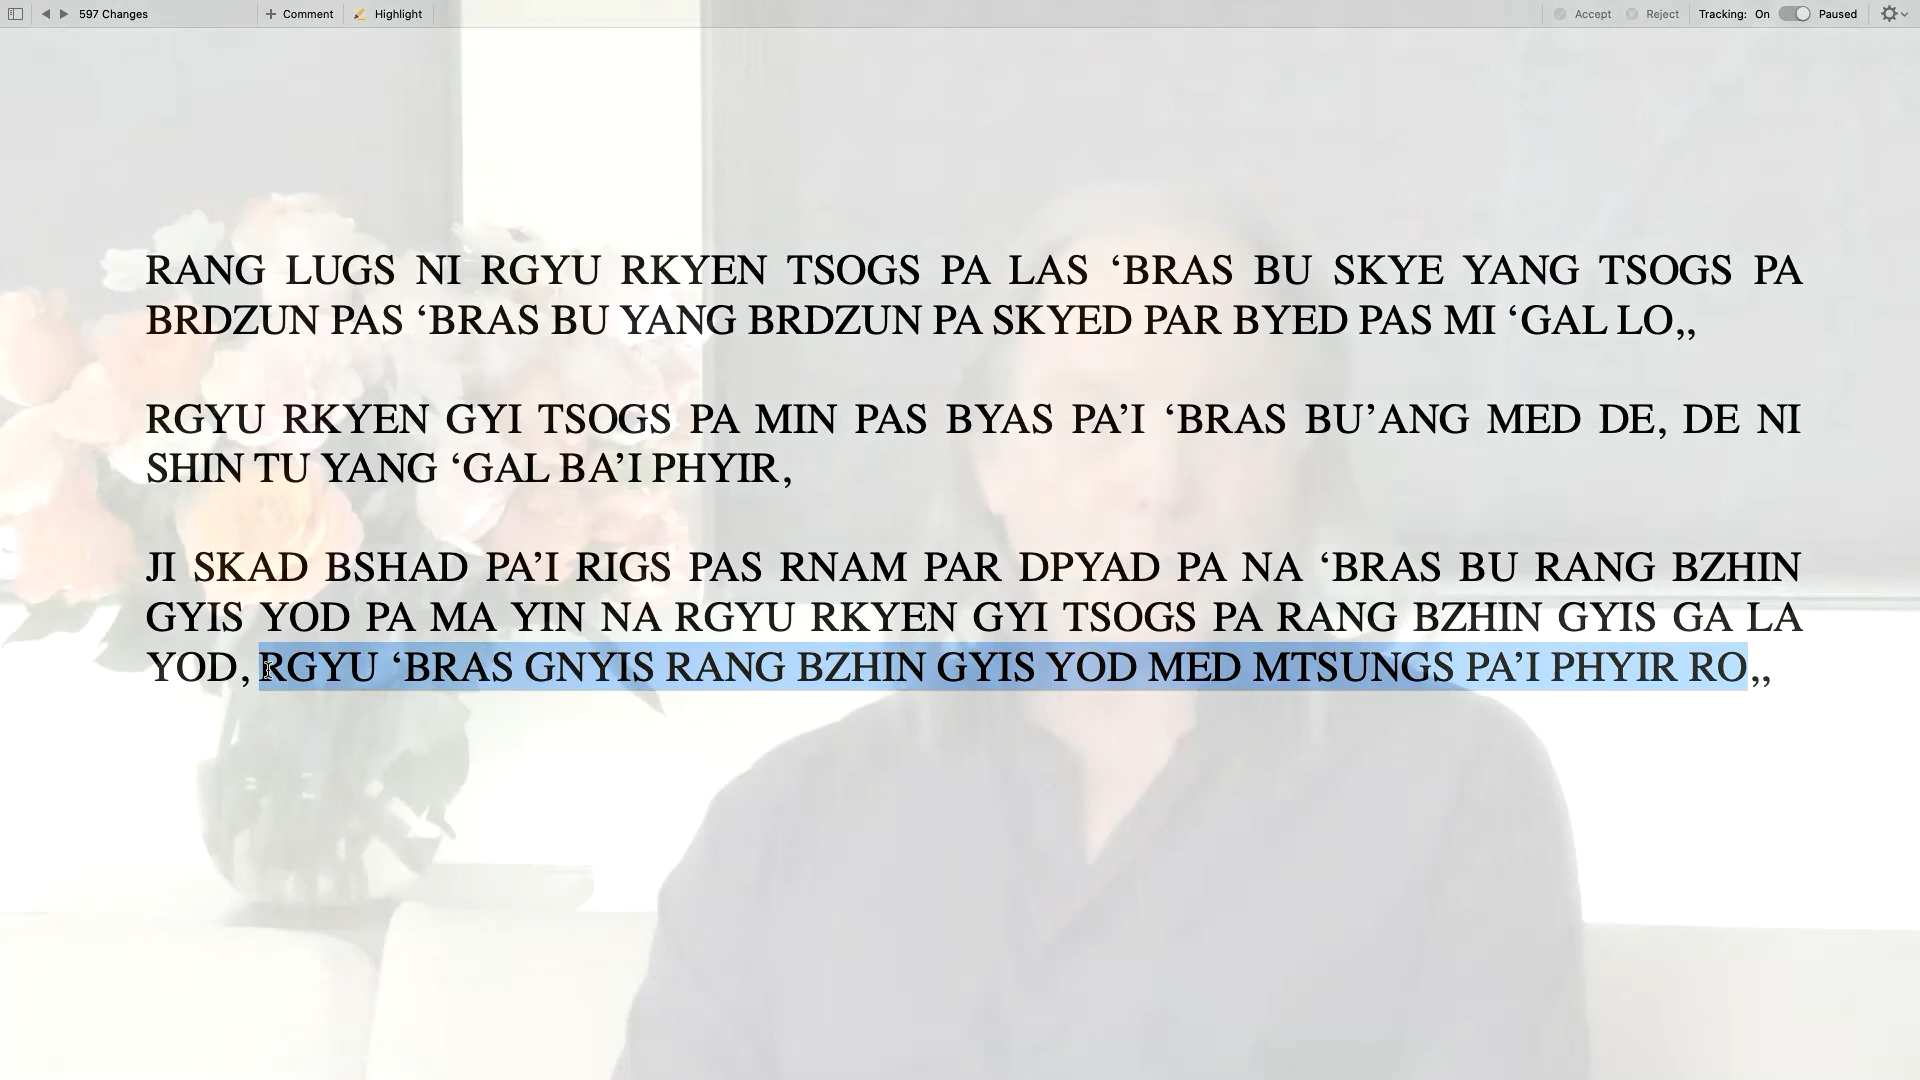 597 Changes Comment Highlight Accept Reject Tracking: On Paused
RANG LUGS NI RGYU RKYEN TSOGS PA LAS ‘BRAS BU SKYE YANG TSOGS PA
BRDZUN PAS ‘BRAS BU YANG BRDZUN PA SKYED PAR BYED PAS MI ‘GAL LO,,
RGYU RKYEN GYI TSOGS PA MIN PAS BYAS PA’I ‘BRAS BU’ANG MED DE, DE NI
SHIN TU YANG ‘GAL BA’I PHYIR,
JI SKAD BSHAD PA’I RIGS PAS RNAM PAR DPYAD PA NA ‘BRAS BU RANG BZHIN
GYIS YOD PA MA YIN NA RGYU RKYEN GYI TSOGS PA RANG BZHIN GYIS GA LA
YOD, RGYU ‘BRAS GNYIS RANG BZHIN GYIS YOD MED MTSUNGS PA’I PHYIR RO,,